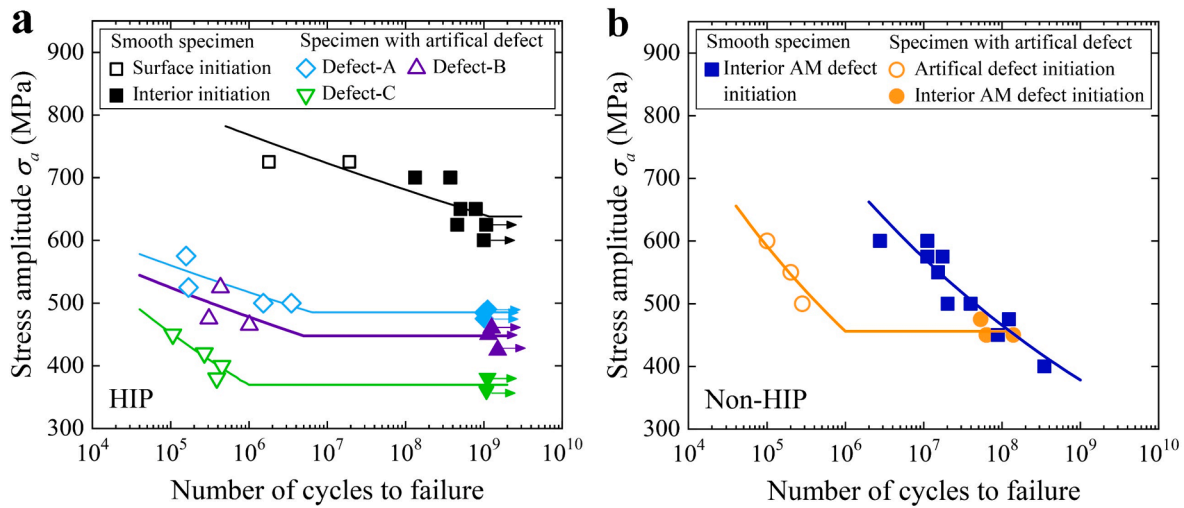 a
Stress amplitude σa (MPa)
950
900
800
700
600
500
400
300
Smooth specimen
Surface initiation
Interior initiation
Specimen with artifical defect
Defect-A
Defect-B
Defect-C
HIP
10^4
10^5
10^6
10^7
10^8
10^9
10^10
Number of cycles to failure
b
Stress amplitude σa (MPa)
900
800
700
600
500
400
300
Smooth specimen
Interior AM defect
initiation
Specimen with artifical defect
Artifical defect initiation
Interior AM defect initiation
Non-HIP
10^4
10^5
10^6
10^7
10^8
10^9
10^10
Number of cycles to failure